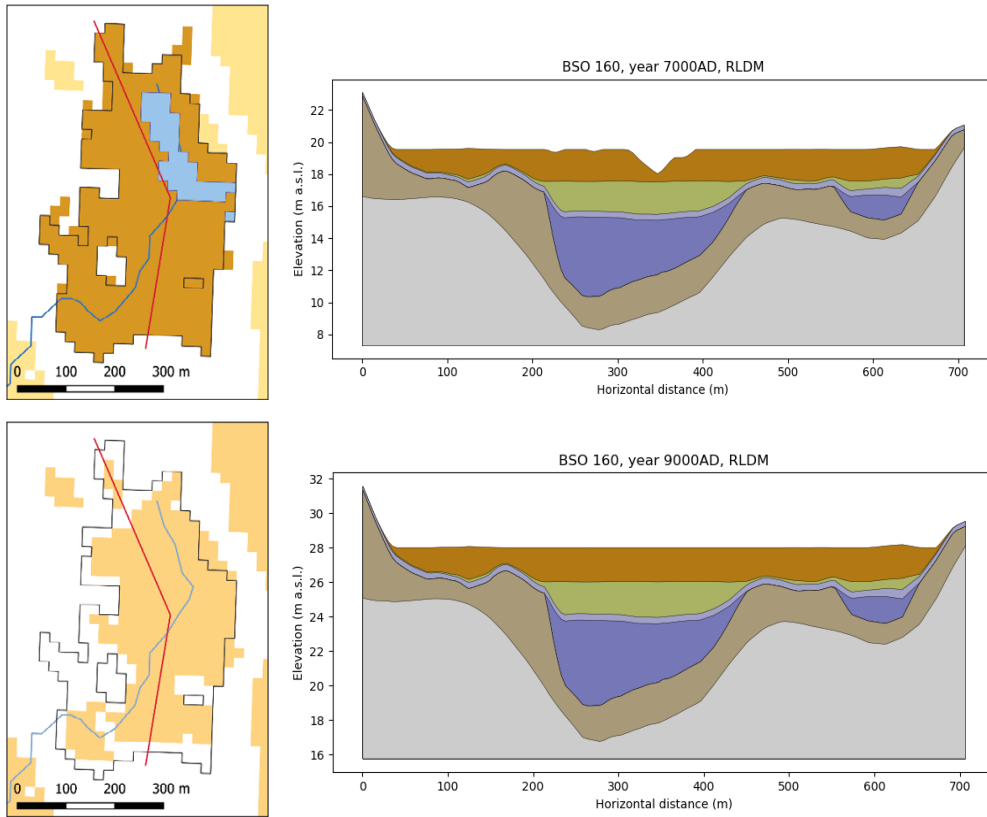 0 100 200 300 m
BSO 160, year 7000AD, RLDM
Elevation (m a.s.l.)
22
20
18
16
14
12
10
8
0 100 200 300 400 500 600 700
Horizontal distance (m)
0 100 200 300 m
BSO 160, year 9000AD, RLDM
Elevation (m a.s.l.)
32
30
28
26
24
22
20
18
16
0 100 200 300 400 500 600 700
Horizontal distance (m)